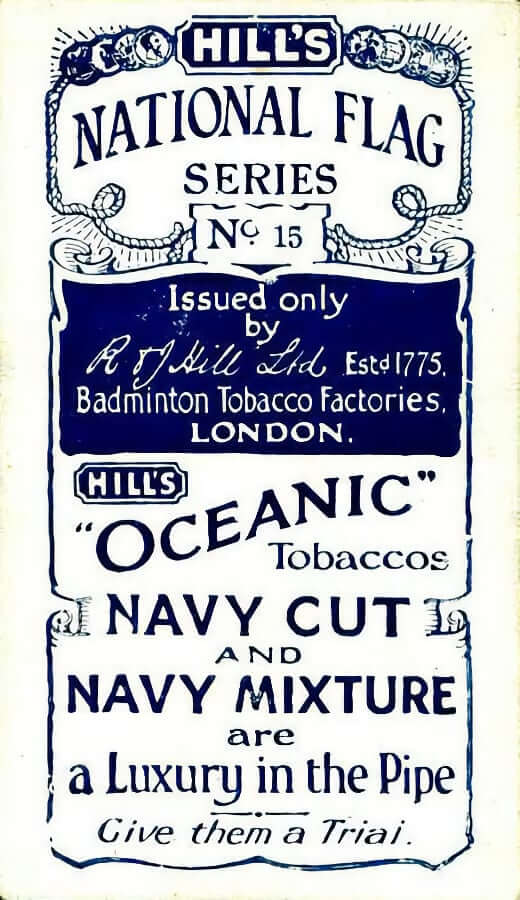 HILL'S
NATIONAL FLAG
SERIES
No. 15
Issued only
by
R & J Hill Ltd Estd 1775.
Badminton Tobacco Factories,
LONDON.
HILL'S
"OCEANIC"
Tobaccos
NAVY CUT
AND
NAVY MIXTURE
are
a Luxury in the Pipe
Give them a Trial.